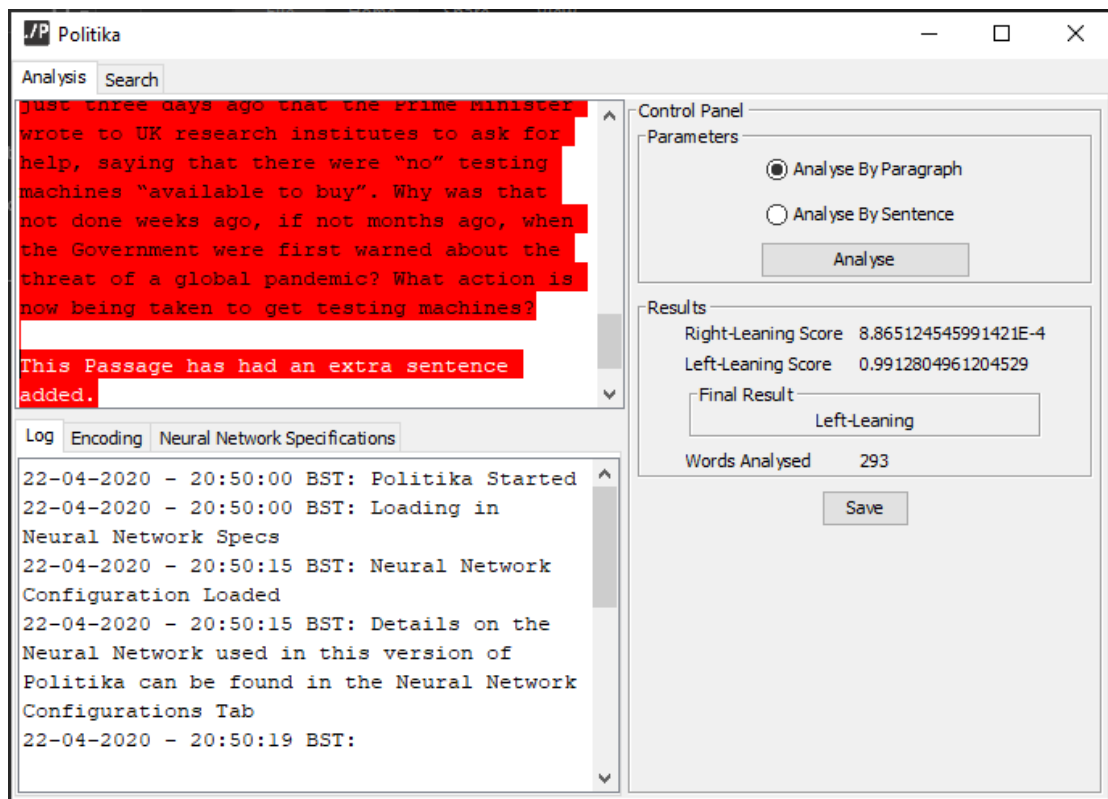 ./P Politika
Analysis Search
just three days ago that the Prime Minister
wrote to UK research institutes to ask for
help, saying that there were “no” testing
machines “available to buy”. Why was that
not done weeks ago, if not months ago, when
the Government were first warned about the
threat of a global pandemic? What action is
now being taken to get testing machines?
This Passage has had an extra sentence
added.
Log Encoding Neural Network Specifications
22-04-2020 - 20:50:00 BST: Politika Started
22-04-2020 - 20:50:00 BST: Loading in
Neural Network Specs
22-04-2020 - 20:50:15 BST: Neural Network
Configuration Loaded
22-04-2020 - 20:50:15 BST: Details on the
Neural Network used in this version of
Politika can be found in the Neural Network
Configurations Tab
22-04-2020 - 20:50:19 BST:
Control Panel
Parameters
Analyse By Paragraph
Analyse By Sentence
Analyse
Results
Right-Leaning Score 8.865124545991421E-4
Left-Leaning Score 0.9912804961204529
Final Result
Left-Leaning
Words Analysed 293
Save